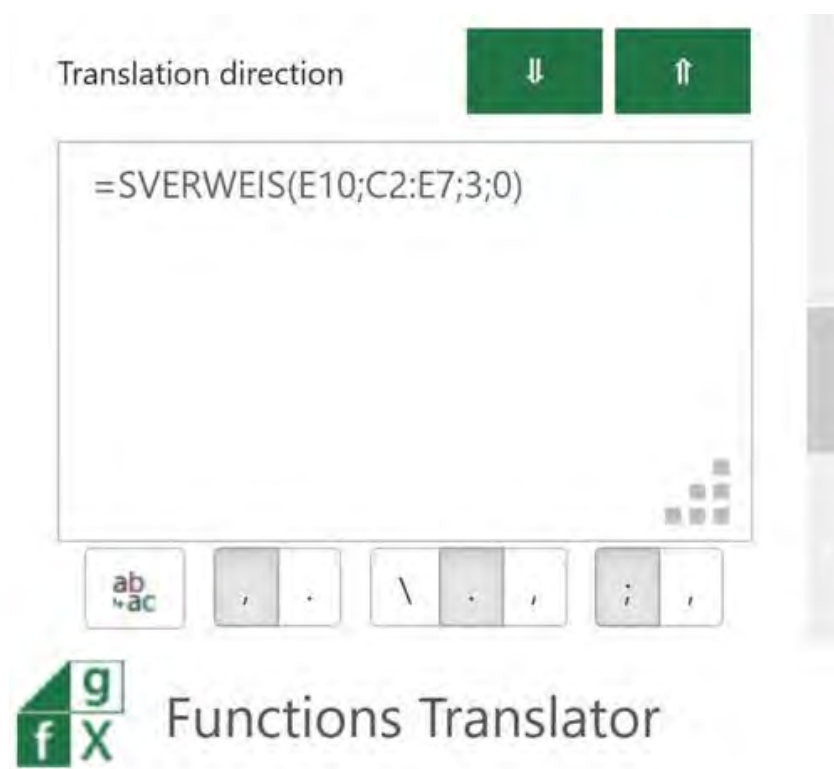 Translation direction ⇓ ⇑
=SVERWEIS(E10;C2:E7;3;0)
ab
ac , . \ . , ; ,
g
f X Functions Translator